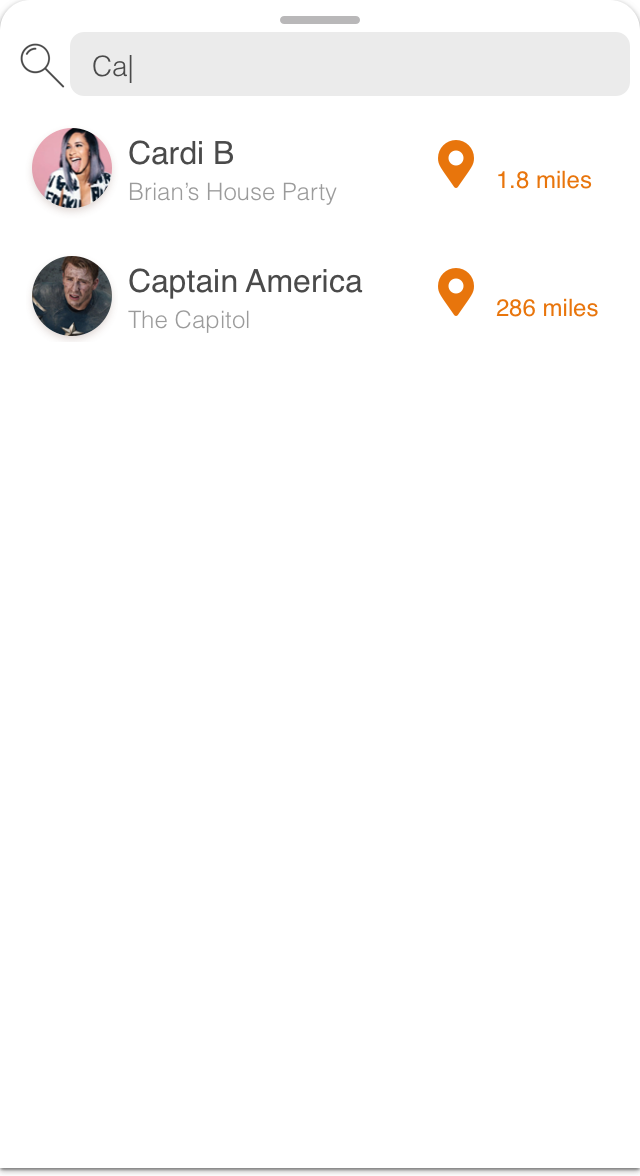 Ca
Cardi B
Brian’s House Party
1.8 miles
Captain America
The Capitol
286 miles